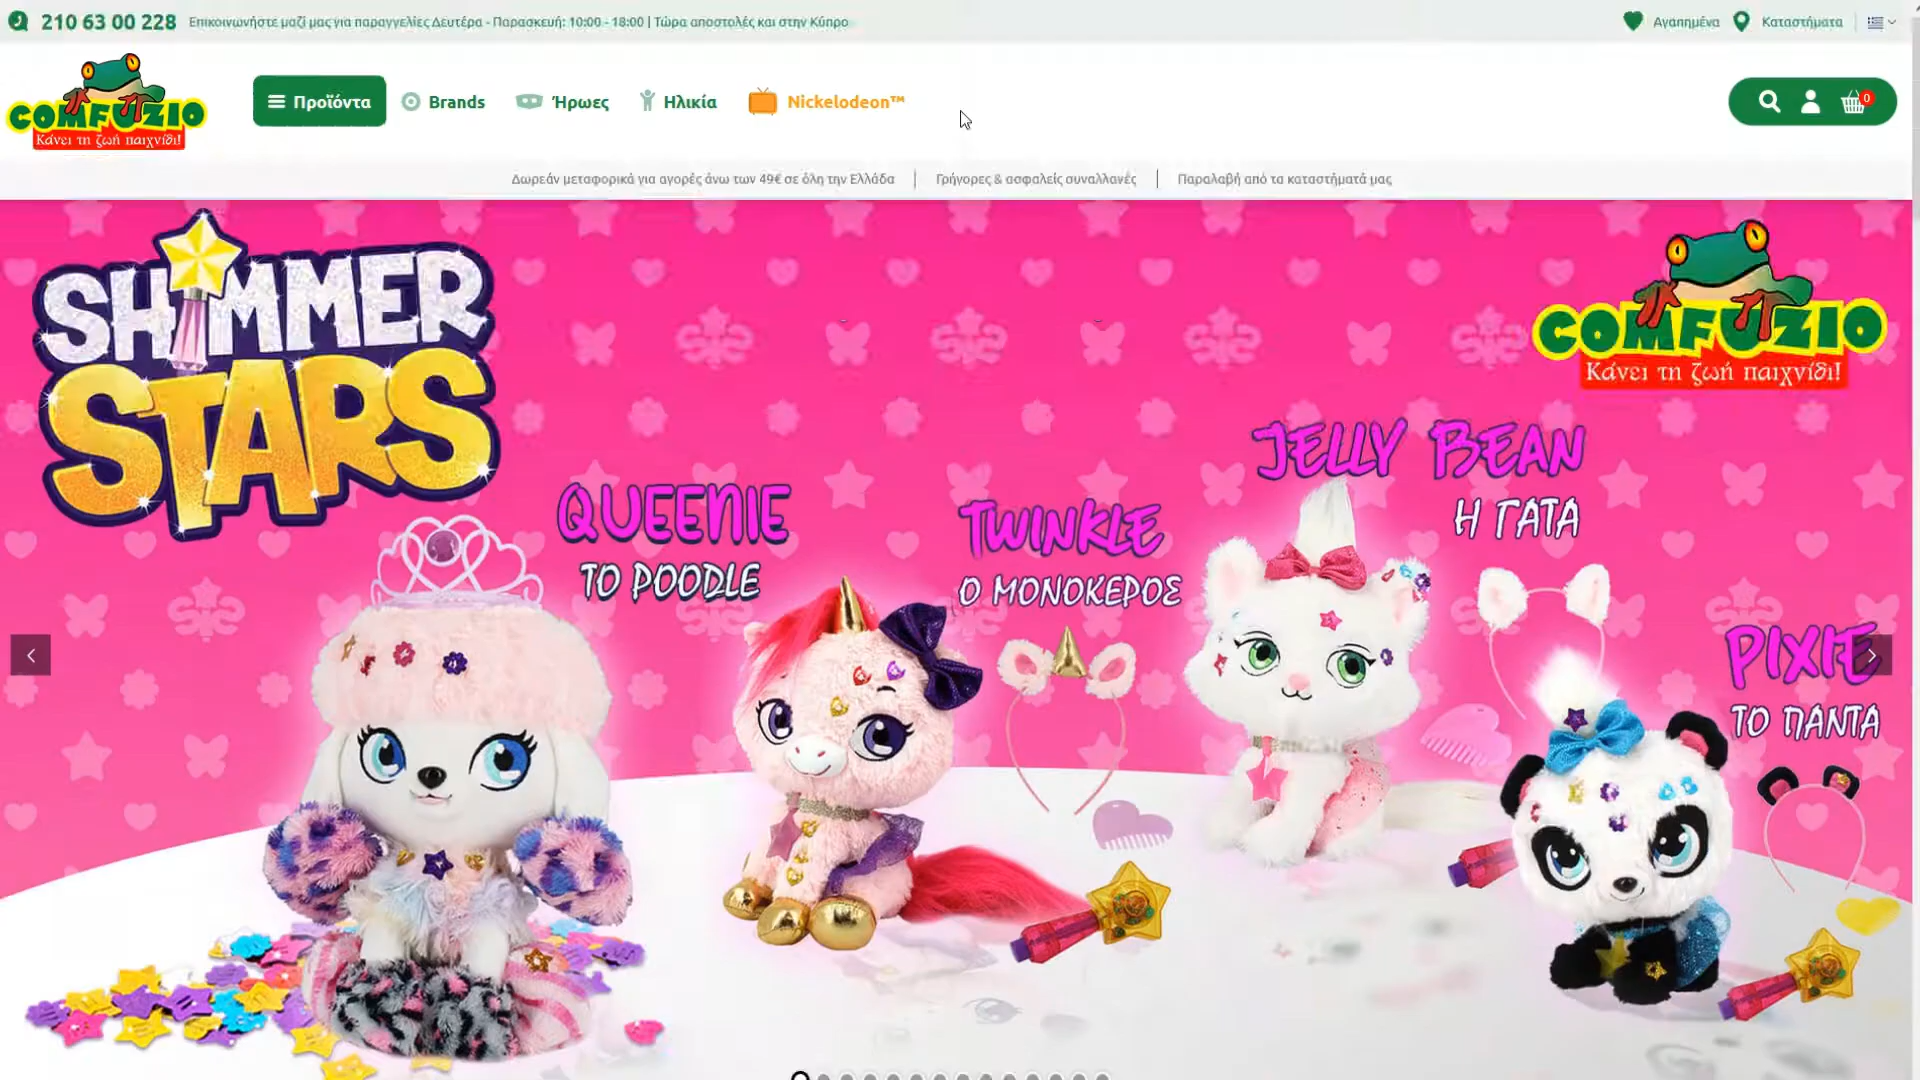 210 63 00 228 Επικοινωνήστε μαζί μας για παραγγελίες Δευτέρα - Παρασκευή: 10:00 - 18:00 | Τώρα αποστολές και στην Κύπρο
Αγαπημένα Καταστήματα
COMFUZIO
Κάνει τη ζωή παιχνίδι!
Προϊόντα Brands Ήρωες Ηλικία Nickelodeon™
0
Δωρεάν μεταφορικά για αγορές άνω των 49€ σε όλη την Ελλάδα | Γρήγορες & ασφαλείς συναλλαγές | Παραλαβή από τα καταστήματά μας
SHIMMER
STARS
COMFUZIO
Κάνει τη ζωή παιχνίδι!
QUEENIE
ΤΟ POODLE
TWINKLE
Ο ΜΟΝΟΚΕΡΟΣ
JELLY BEAN
Η ΓΑΤΑ
PIXIE
ΤΟ ΠΑΝΤΑ